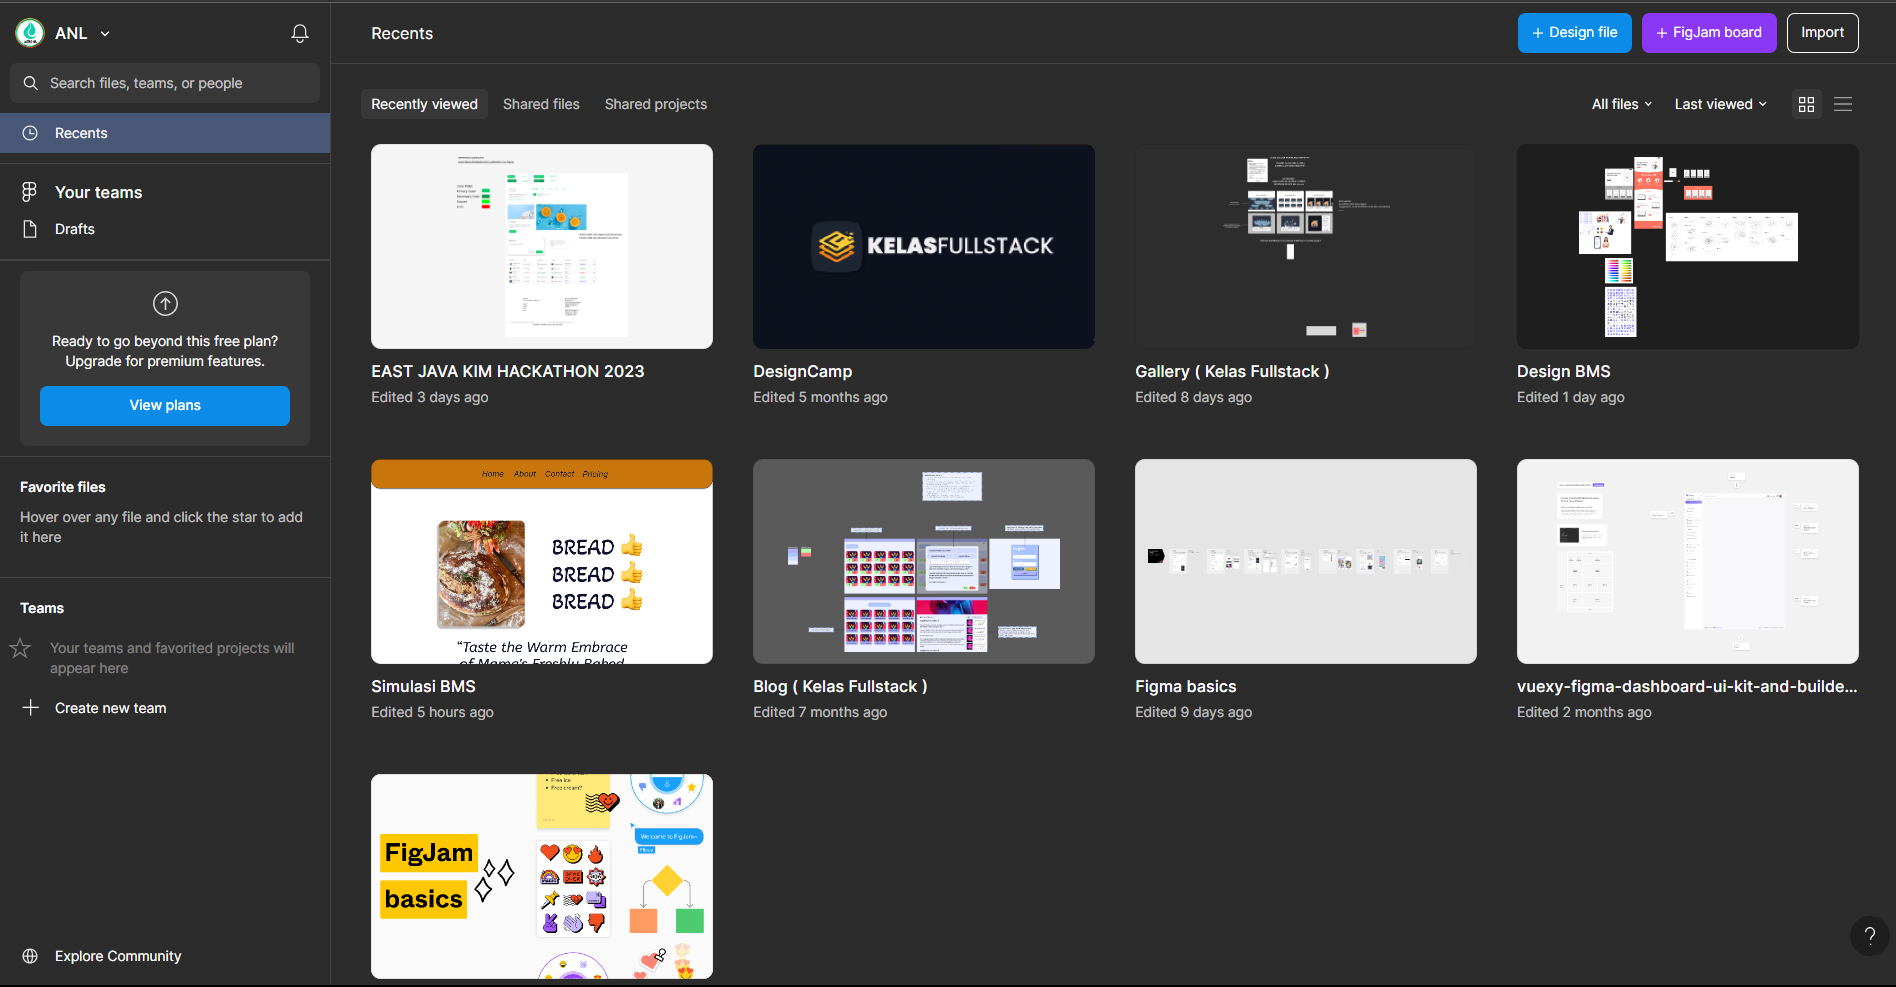 ANL
Search files, teams, or people
Recents
Your teams
Drafts
Ready to go beyond this free plan?
Upgrade for premium features.
View plans
Favorite files
Hover over any file and click the star to add
it here
Teams
Your teams and favorited projects will
appear here
Create new team
Explore Community
Recents
+ Design file
+ FigJam board
Import
Recently viewed
Shared files
Shared projects
All files
Last viewed
KELASFULLSTACK
EAST JAVA KIM HACKATHON 2023
Edited 3 days ago
DesignCamp
Edited 5 months ago
Gallery ( Kelas Fullstack )
Edited 8 days ago
Design BMS
Edited 1 day ago
Home About Contact Pricing
BREAD 👍
BREAD 👍
BREAD 👍
“Taste the Warm Embrace
of Mama's Freshly Baked
Simulasi BMS
Edited 5 hours ago
Blog ( Kelas Fullstack )
Edited 7 months ago
Figma basics
Edited 9 days ago
vuexy-figma-dashboard-ui-kit-and-builde...
Edited 2 months ago
• Free ice
• Free cream?
Welcome to FigJam
FigJam
basics
?